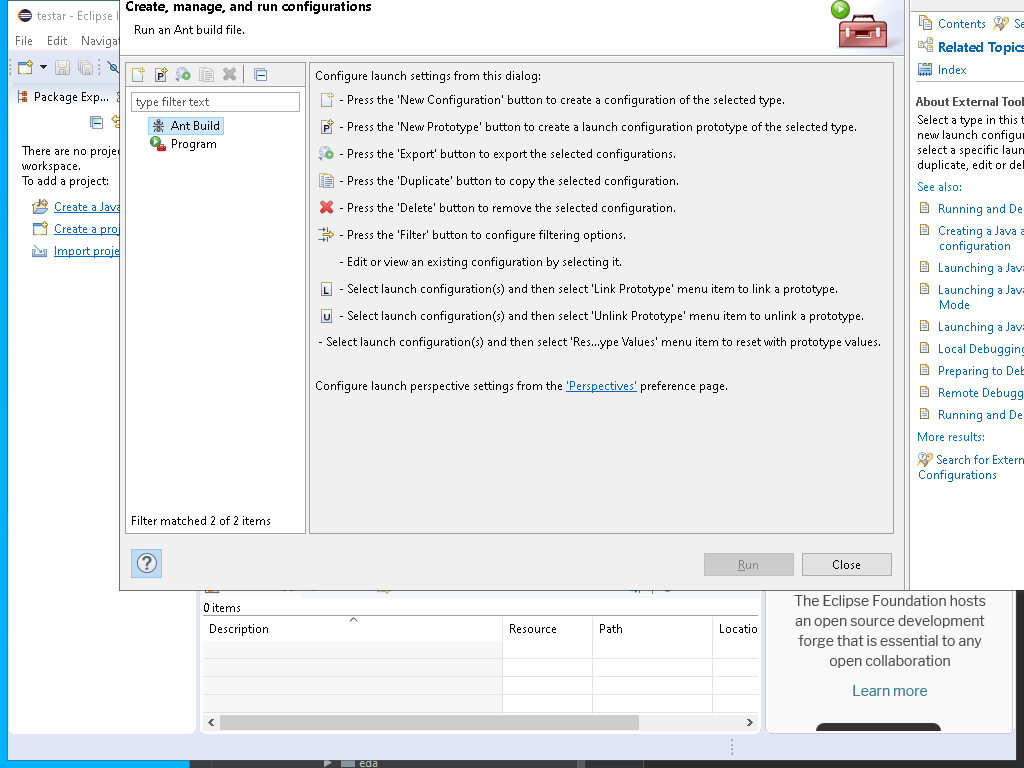 testar - Eclipse I
File Edit Navigat
Package Exp...
There are no projec
workspace.
To add a project:
Create a Java
Create a proj
Import proje
Create, manage, and run configurations
Run an Ant build file.
type filter text
Ant Build
Program
Filter matched 2 of 2 items
Configure launch settings from this dialog:
- Press the 'New Configuration' button to create a configuration of the selected type.
- Press the 'New Prototype' button to create a launch configuration prototype of the selected type.
- Press the 'Export' button to export the selected configurations.
- Press the 'Duplicate' button to copy the selected configuration.
- Press the 'Delete' button to remove the selected configuration.
- Press the 'Filter' button to configure filtering options.
- Edit or view an existing configuration by selecting it.
L - Select launch configuration(s) and then select 'Link Prototype' menu item to link a prototype.
U - Select launch configuration(s) and then select 'Unlink Prototype' menu item to unlink a prototype.
- Select launch configuration(s) and then select 'Res...ype Values' menu item to reset with prototype values.
Configure launch perspective settings from the 'Perspectives' preference page.
Run
Close
Contents Se
Related Topics
Index
About External Tool
Select a type in this t
new launch configur
select a specific laun
duplicate, edit or del
See also:
Running and De
Creating a Java a
configuration
Launching a Java
Launching a Java
Mode
Launching a Java
Local Debugging
Preparing to Deb
Remote Debugg
Running and De
More results:
Search for Extern
Configurations
0 items
Description Resource Path Locatio
The Eclipse Foundation hosts
an open source development
forge that is essential to any
open collaboration
Learn more
eda